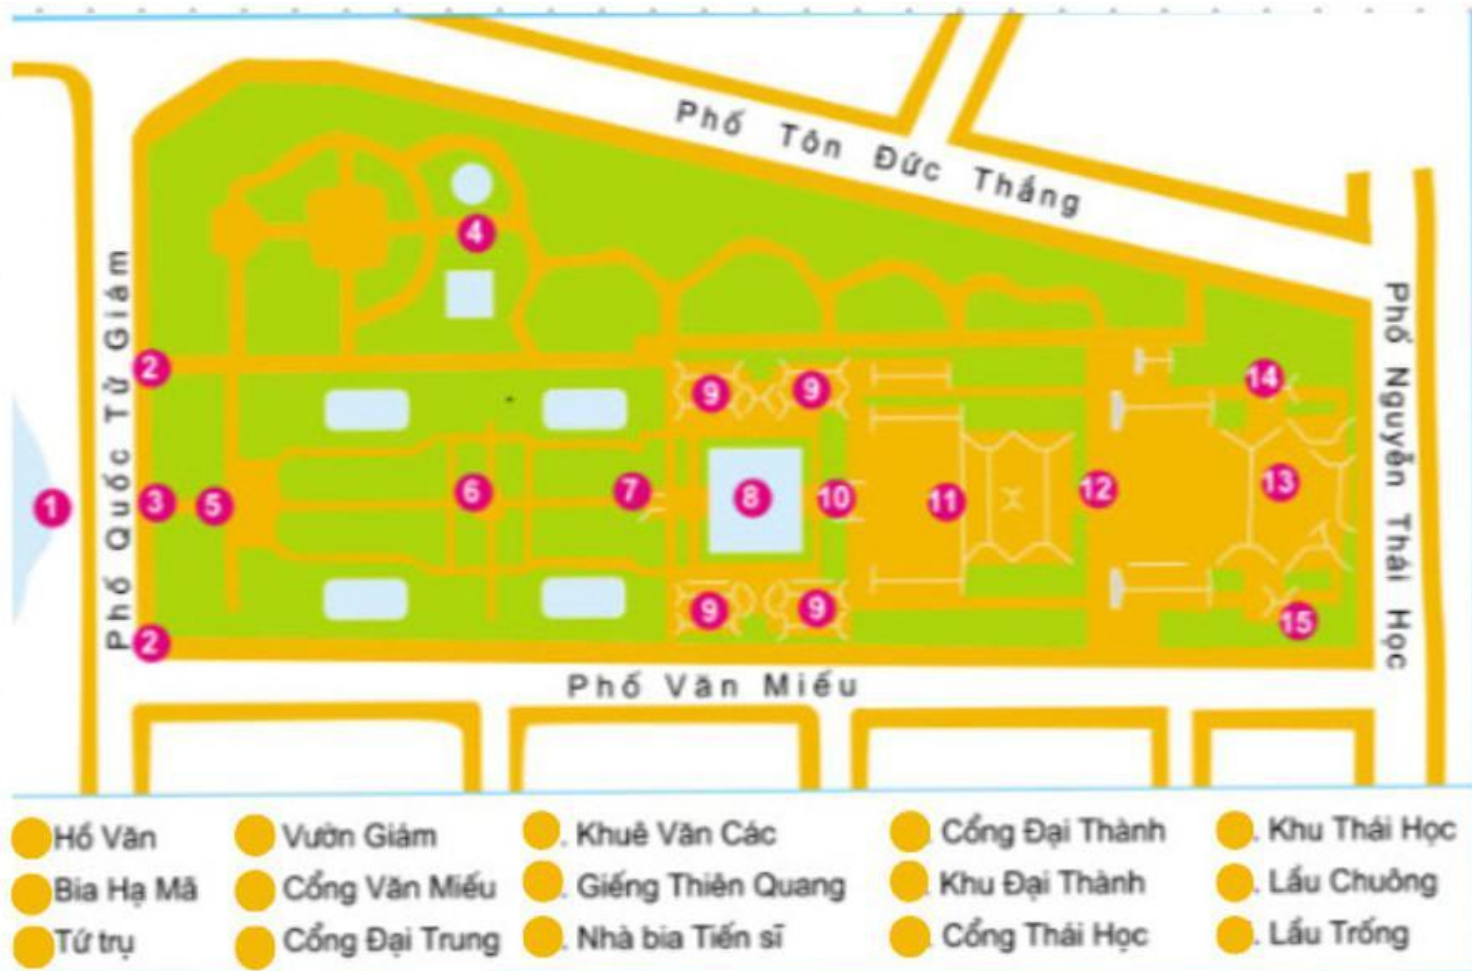 Phố Tôn Đức Thắng
4
Phố Quốc Tử Giám
Phố Nguyễn Thái Học
2
9 9
14
1 3 5 6 7 8 10 11 12 13
9 9
15
2
Phố Văn Miếu
Hồ Văn
Bia Hạ Mã
Tứ trụ
Vườn Giám
Cổng Văn Miếu
Cổng Đại Trung
. Khuê Văn Các
. Giếng Thiên Quang
. Nhà bia Tiến sĩ
. Cổng Đại Thành
. Khu Đại Thành
. Cổng Thái Học
. Khu Thái Học
. Lầu Chuông
. Lầu Trống